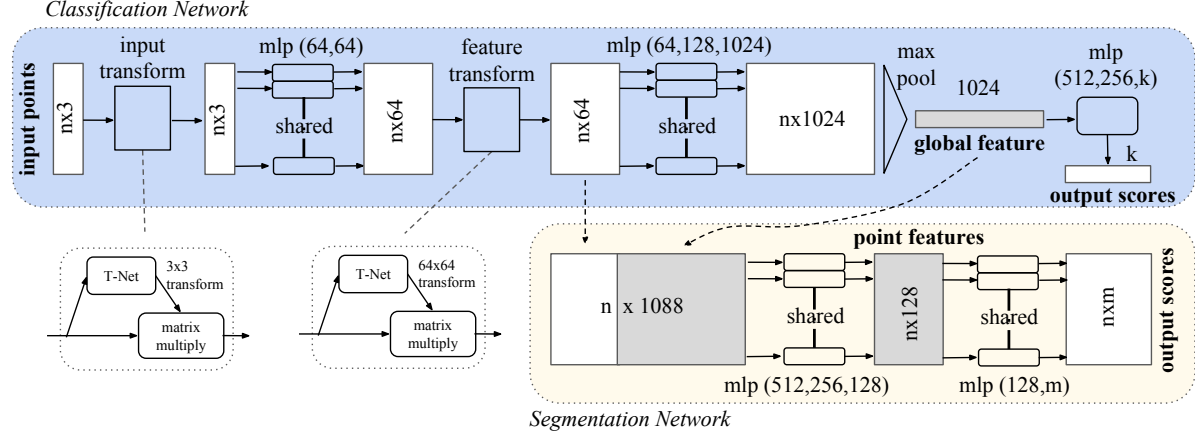 Classification Network
input points
nx3
input
transform
nx3
mlp (64,64)
shared
nx64
feature
transform
nx64
mlp (64,128,1024)
shared
nx1024
max
pool
1024
global feature
mlp
(512,256,k)
k
output scores
T-Net
3x3
transform
matrix
multiply
T-Net
64x64
transform
matrix
multiply
point features
n x 1088
shared
mlp (512,256,128)
nx128
shared
mlp (128,m)
nxm
output scores
Segmentation Network